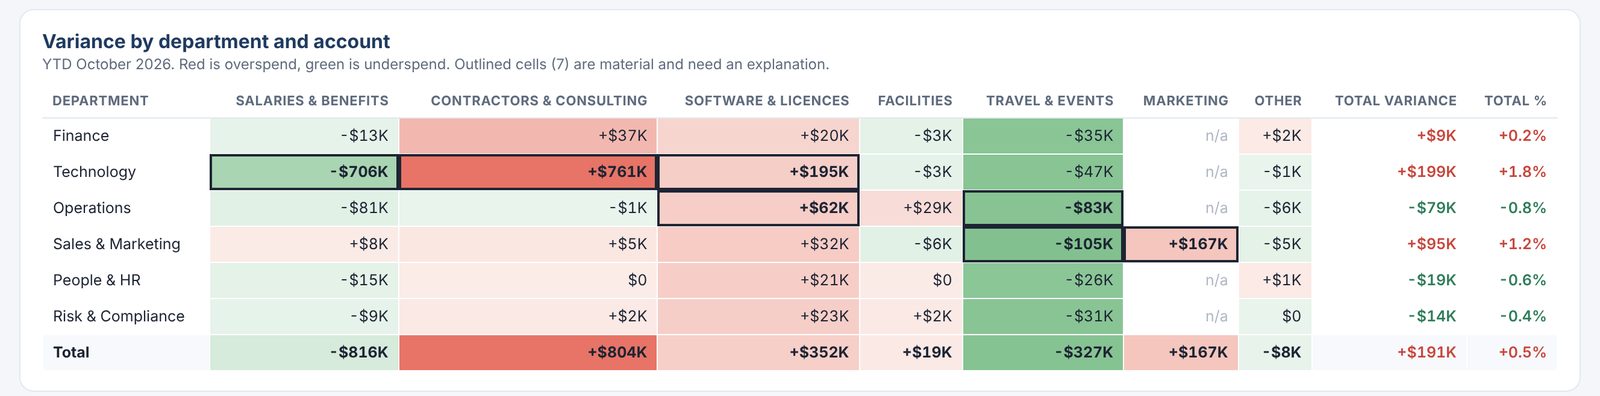 Variance by department and account
YTD October 2026. Red is overspend, green is underspend. Outlined cells (7) are material and need an explanation.
DEPARTMENT SALARIES & BENEFITS CONTRACTORS & CONSULTING SOFTWARE & LICENCES FACILITIES TRAVEL & EVENTS MARKETING OTHER TOTAL VARIANCE TOTAL %
Finance -$13K +$37K +$20K -$3K -$35K n/a +$2K +$9K +0.2%
Technology -$706K +$761K +$195K -$3K -$47K n/a -$1K +$199K +1.8%
Operations -$81K -$1K +$62K +$29K -$83K n/a -$6K -$79K -0.8%
Sales & Marketing +$8K +$5K +$32K -$6K -$105K +$167K -$5K +$95K +1.2%
People & HR -$15K $0 +$21K $0 -$26K n/a +$1K -$19K -0.6%
Risk & Compliance -$9K +$2K +$23K +$2K -$31K n/a $0 -$14K -0.4%
Total -$816K +$804K +$352K +$19K -$327K +$167K -$8K +$191K +0.5%